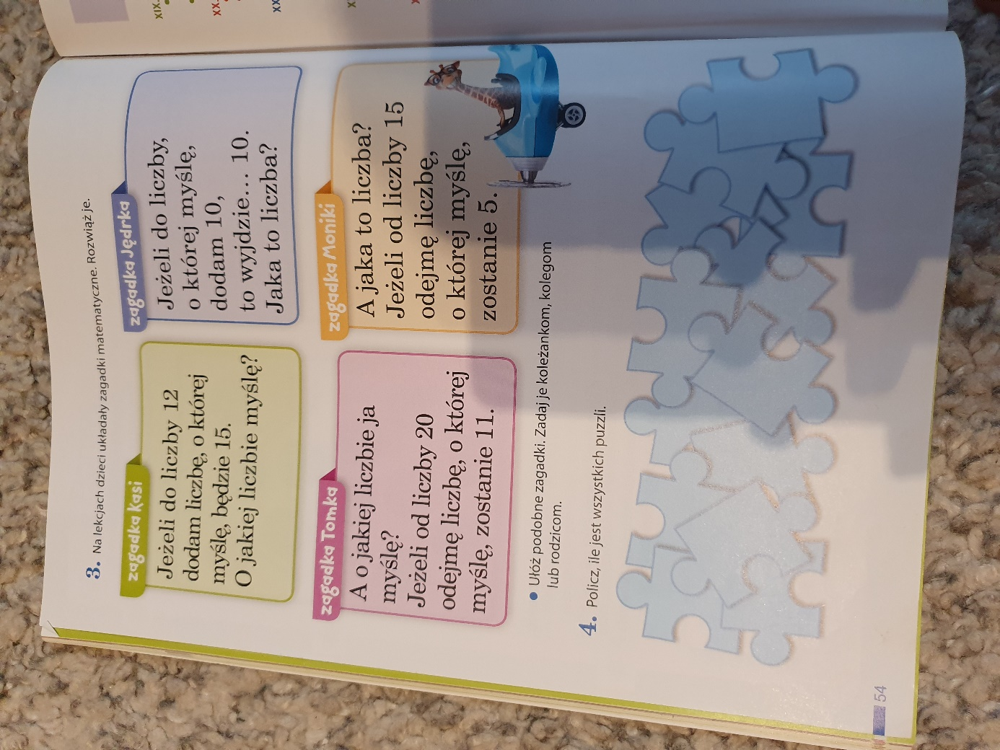 3. Na lekcjach dzieci układały zagadki matematyczne. Rozwiąż je.
zagadka Kasi
Jeżeli do liczby 12
dodam liczbę, o której
myślę, będzie 15.
O jakiej liczbie myślę?
zagadka Jędrka
Jeżeli do liczby,
o której myślę,
dodam 10,
to wyjdzie... 10.
Jaka to liczba?
zagadka Tomka
A o jakiej liczbie ja
myślę?
Jeżeli od liczby 20
odejmę liczbę, o której
myślę, zostanie 11.
zagadka Moniki
A jaka to liczba?
Jeżeli od liczby 15
odejmę liczbę,
o której myślę,
zostanie 5.
• Ułóż podobne zagadki. Zadaj je koleżankom, kolegom
lub rodzicom.
4. Policz, ile jest wszystkich puzzli.
54
XIX.
XX.